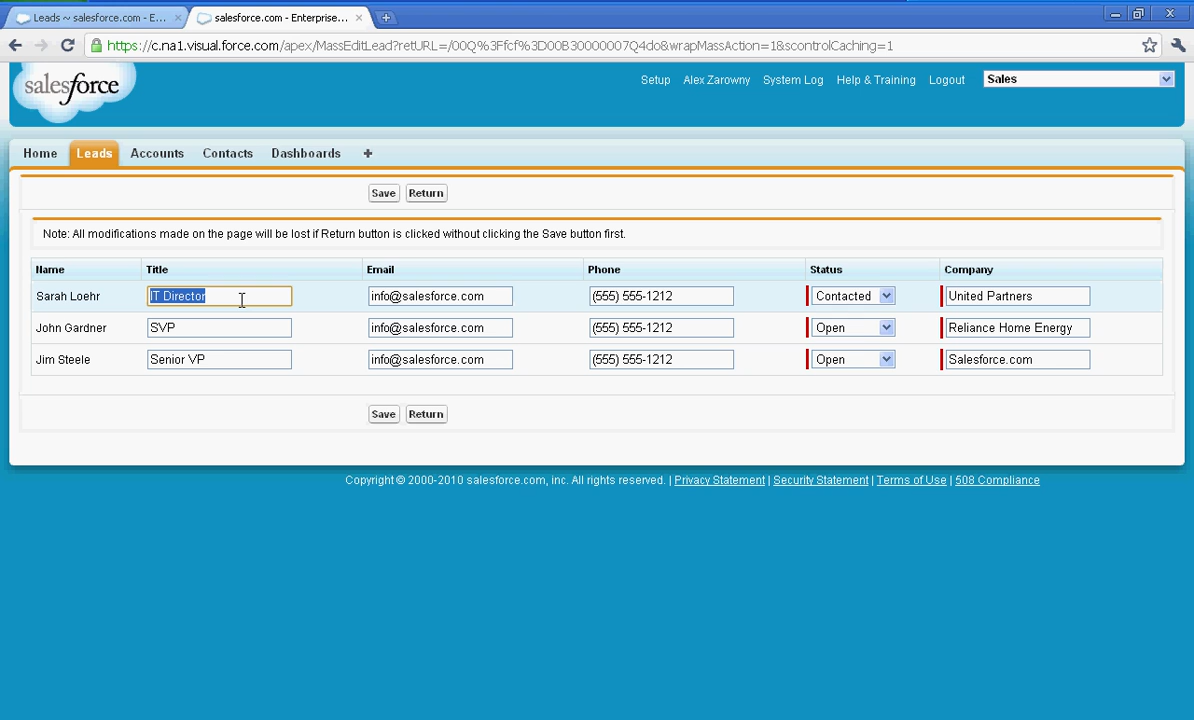 Leads ~ salesforce.com - E...
salesforce.com - Enterprise...
https://c.na1.visual.force.com/apex/MassEditLead?retURL=/00Q%3Ffcf%3D00B30000007Q4do&wrapMassAction=1&scontrolCaching=1
salesforce
Setup Alex Zarowny System Log Help & Training Logout Sales
Home Leads Accounts Contacts Dashboards
Save Return
Note: All modifications made on the page will be lost if Return button is clicked without clicking the Save button first.
Name Title Email Phone Status Company
Sarah Loehr IT Director info@salesforce.com (555) 555-1212 Contacted United Partners
John Gardner SVP info@salesforce.com (555) 555-1212 Open Reliance Home Energy
Jim Steele Senior VP info@salesforce.com (555) 555-1212 Open Salesforce.com
Save Return
Copyright © 2000-2010 salesforce.com, inc. All rights reserved. | Privacy Statement | Security Statement | Terms of Use | 508 Compliance